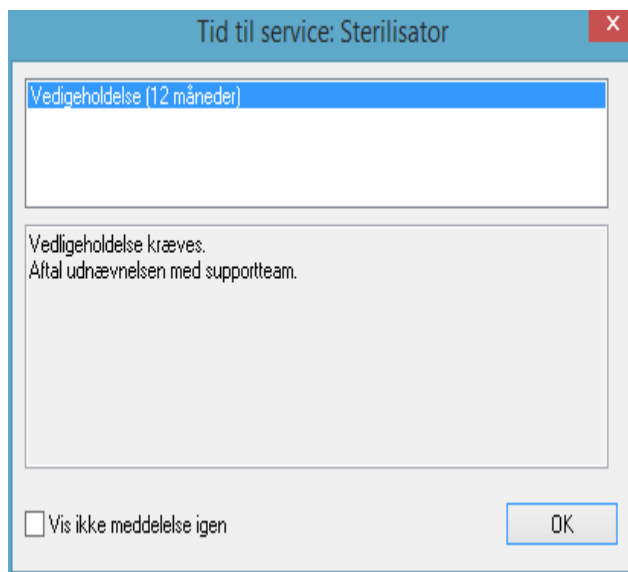 Tid til service: Sterilisator
X
Vedigeholdelse (12 måneder)
Vedligeholdelse kræves.
Aftal udnævnelsen med supportteam.
Vis ikke meddelelse igen
OK